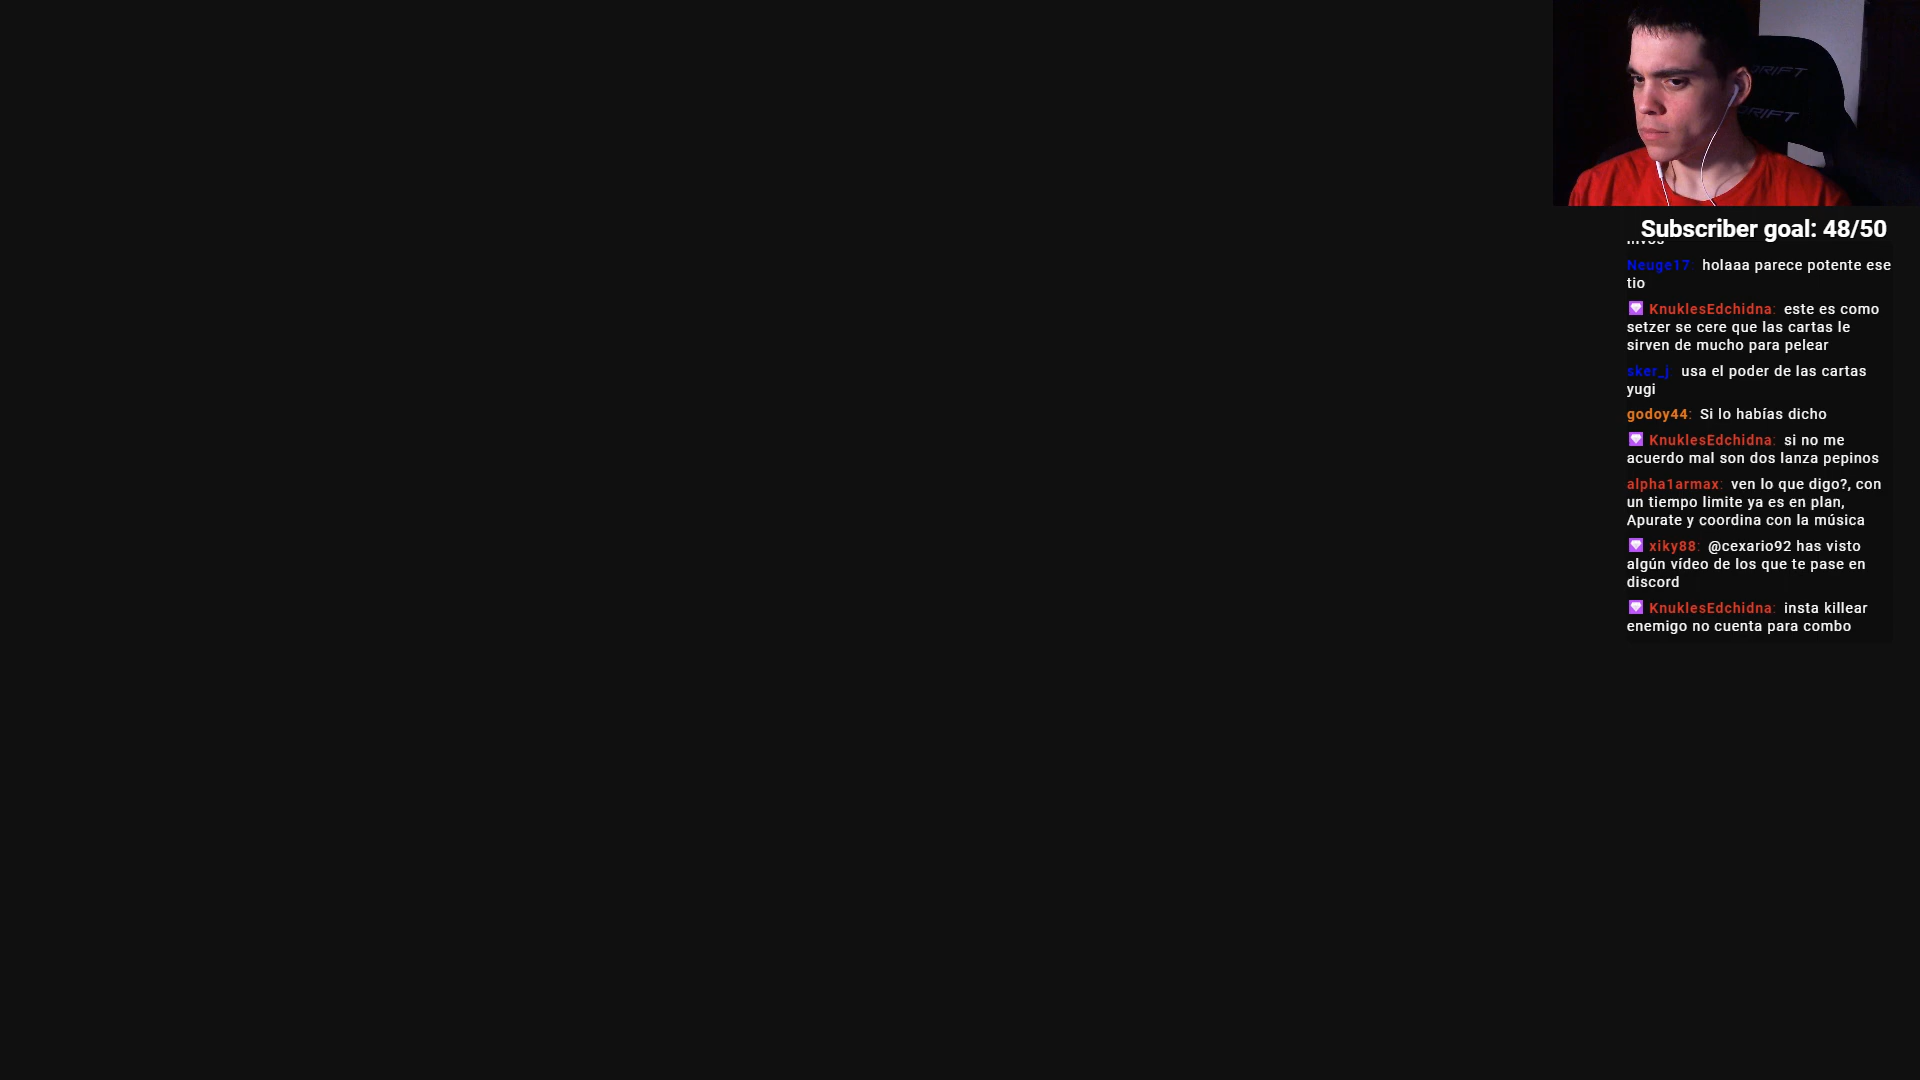 DRIFT
DRIFT
Subscriber goal: 48/50
Neuge17: holaaa parece potente ese
tio
KnuklesEdchidna: este es como
setzer se cere que las cartas le
sirven de mucho para pelear
sker_j: usa el poder de las cartas
yugi
godoy44: Si lo habías dicho
KnuklesEdchidna: si no me
acuerdo mal son dos lanza pepinos
alpha1armax: ven lo que digo?, con
un tiempo limite ya es en plan,
Apurate y coordina con la música
xiky88: @cexario92 has visto
algún vídeo de los que te pase en
discord
KnuklesEdchidna: insta killear
enemigo no cuenta para combo